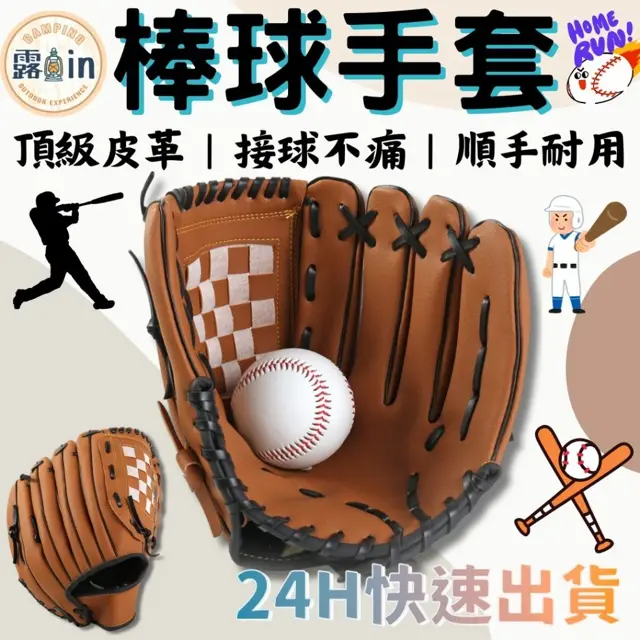 CAMPING
露in
OUTDOOR EXPERIENCE
棒球手套
HOME RUN!
頂級皮革｜接球不痛｜順手耐用
24H快速出貨